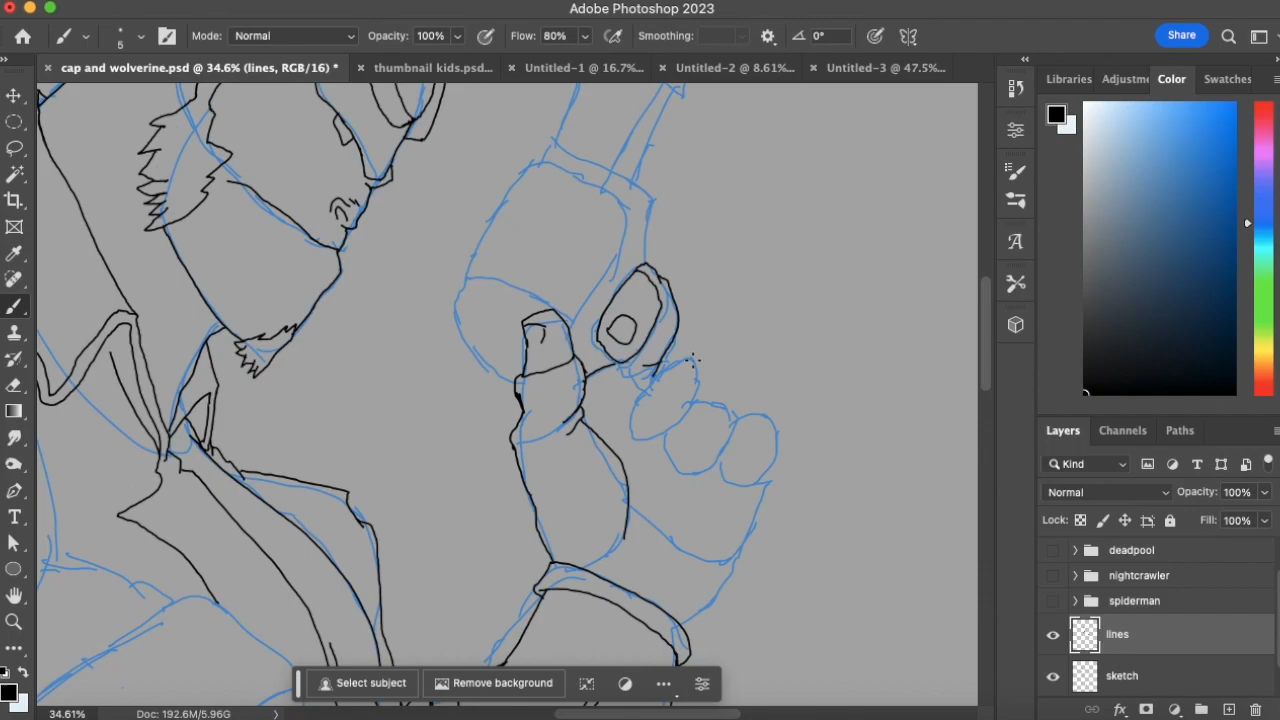 Adobe Photoshop 2023
5 Mode: Normal Opacity: 100% Flow: 80% Smoothing: 0° Share
cap and wolverine.psd @ 34.6% (lines, RGB/16) * thumbnail kids.psd... Untitled-1 @ 16.7%... Untitled-2 @ 8.61%... Untitled-3 @ 47.5%...
Libraries Adjustme Color Swatches
Layers Channels Paths
Kind
Normal Opacity: 100%
Lock: Fill: 100%
deadpool
nightcrawler
spiderman
lines
sketch
Select subject Remove background
34.61% Doc: 192.6M/5.96G